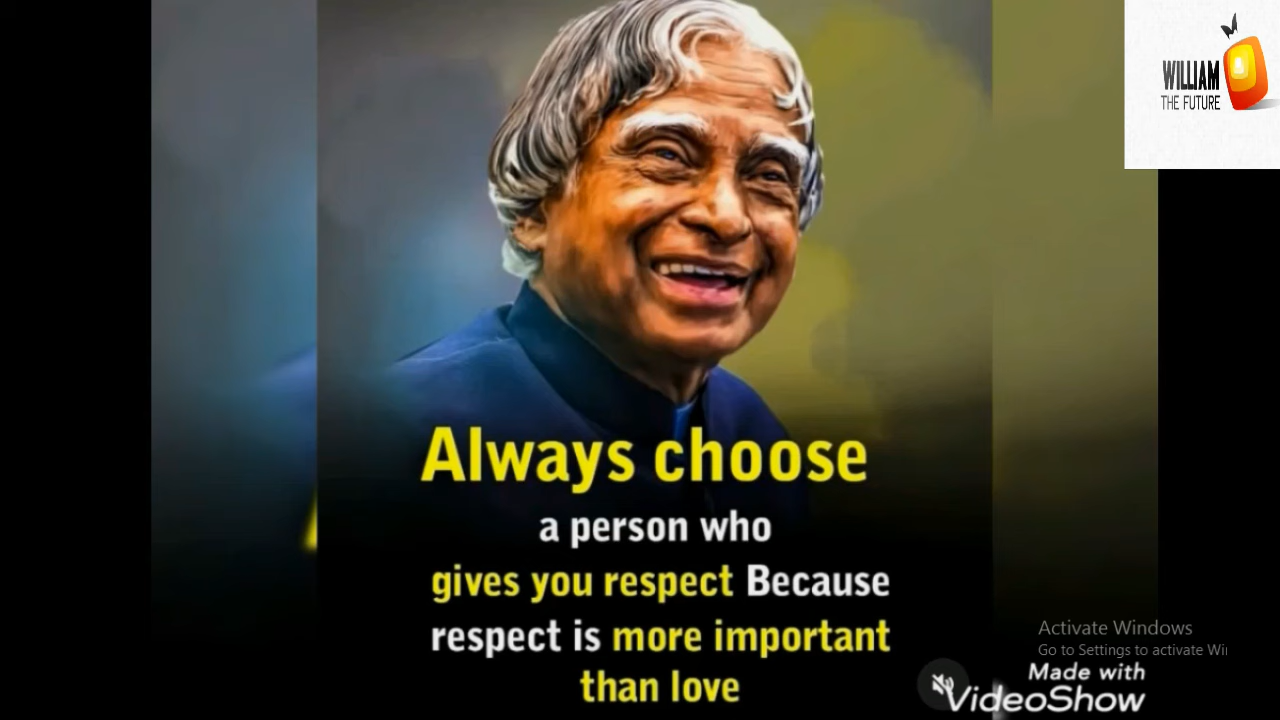 WILLIAM
THE FUTURE
Always choose
a person who
gives you respect Because
respect is more important
than love
Activate Windows
Go to Settings to activate Wi
Made with
VideoShow